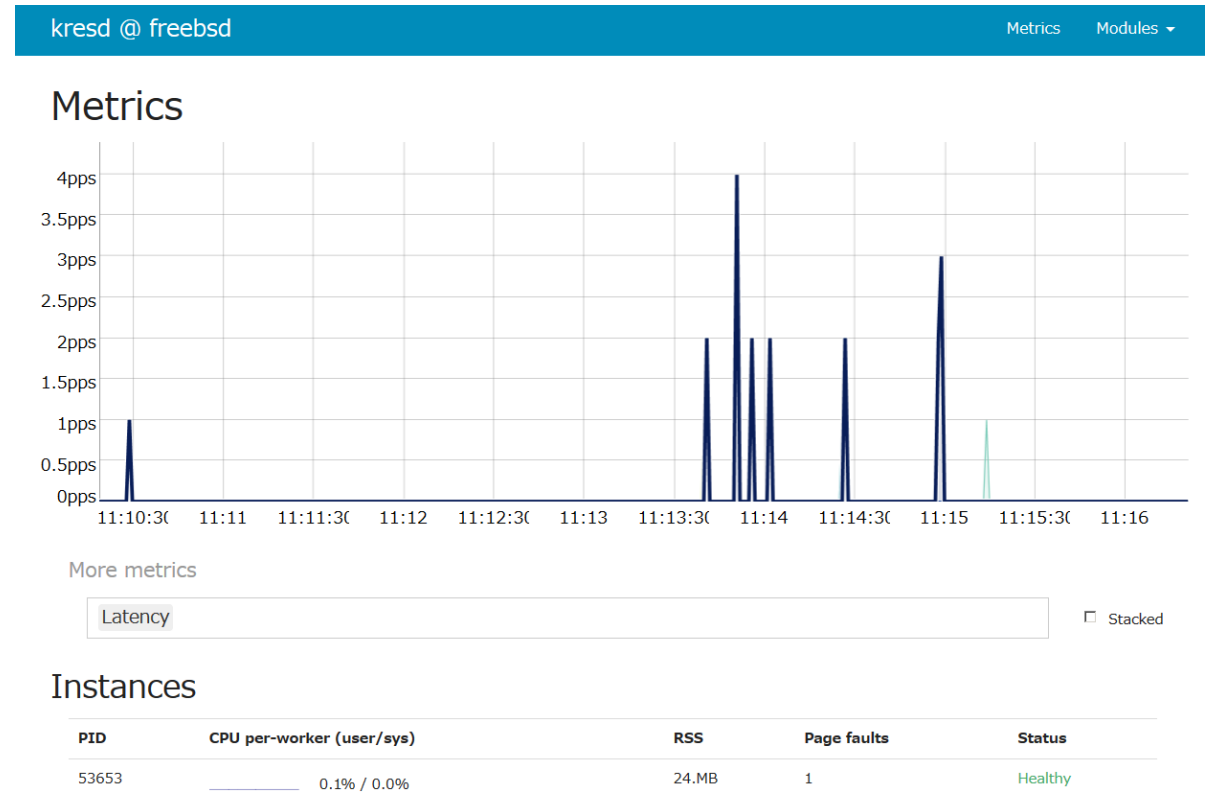 kresd @ freebsd Metrics Modules
Metrics
4pps
3.5pps
3pps
2.5pps
2pps
1.5pps
1pps
0.5pps
0pps
11:10:3( 11:11 11:11:3( 11:12 11:12:3( 11:13 11:13:3( 11:14 11:14:3( 11:15 11:15:3( 11:16
More metrics
Latency Stacked
Instances
PID CPU per-worker (user/sys) RSS Page faults Status
53653 0.1% / 0.0% 24.MB 1 Healthy